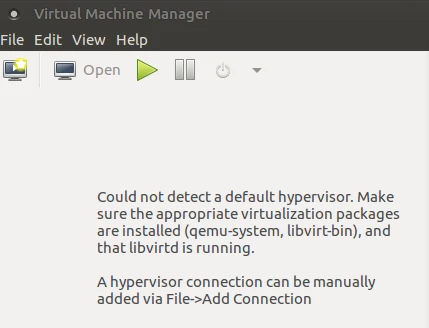 Virtual Machine Manager
File Edit View Help
Open
Could not detect a default hypervisor. Make
sure the appropriate virtualization packages
are installed (qemu-system, libvirt-bin), and
that libvirtd is running.
A hypervisor connection can be manually
added via File->Add Connection